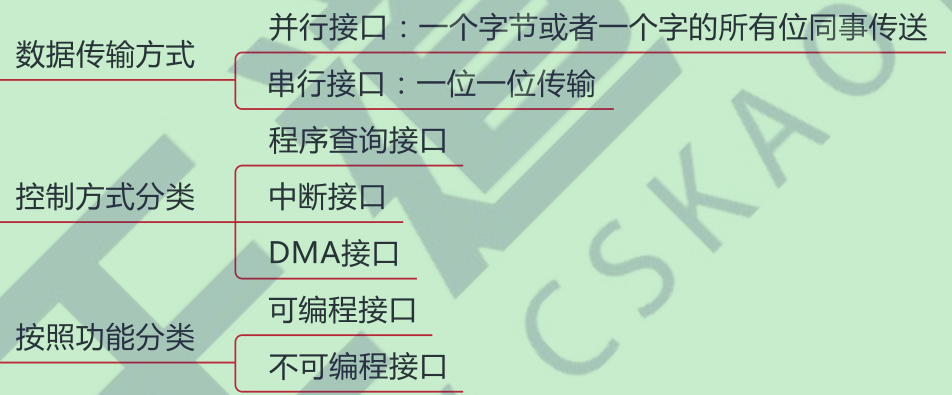 数据传输方式
并行接口：一个字节或者一个字的所有位同事传送
串行接口：一位一位传输
控制方式分类
程序查询接口
中断接口
DMA接口
按照功能分类
可编程接口
不可编程接口
CSKAO